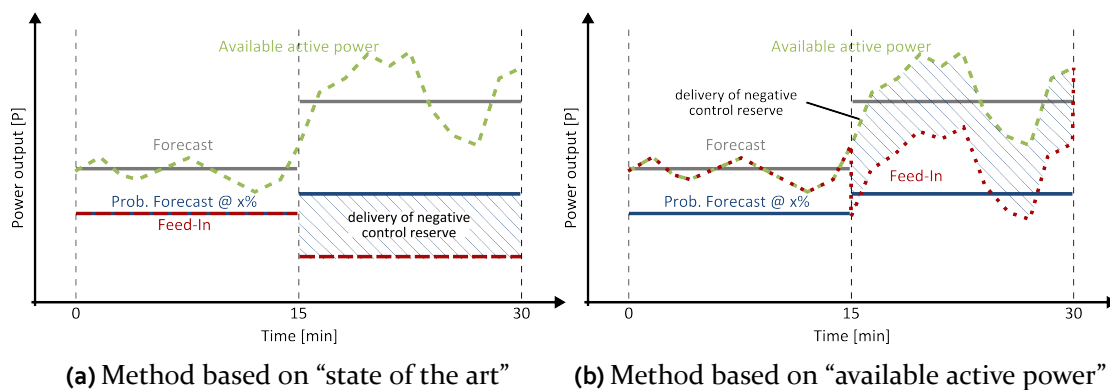 Power output [P]
Available active power
Forecast
Prob. Forecast @ x%
Feed-In
delivery of negative
control reserve
0
15
30
Time [min]
(a) Method based on “state of the art”
Power output [P]
Available active power
delivery of negative
control reserve
Forecast
Feed-In
Prob. Forecast @ x%
0
15
30
Time [min]
(b) Method based on “available active power”